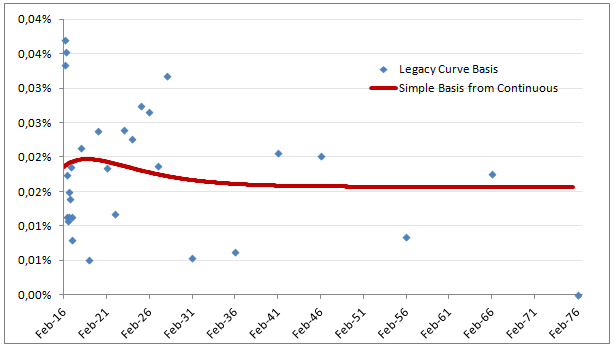 0,04%
0,04%
0,03%
0,03%
0,02%
0,02%
0,01%
0,01%
0,00%
Legacy Curve Basis
Simple Basis from Continuous
Feb-16
Feb-21
Feb-26
Feb-31
Feb-36
Feb-41
Feb-46
Feb-51
Feb-56
Feb-61
Feb-66
Feb-71
Feb-76